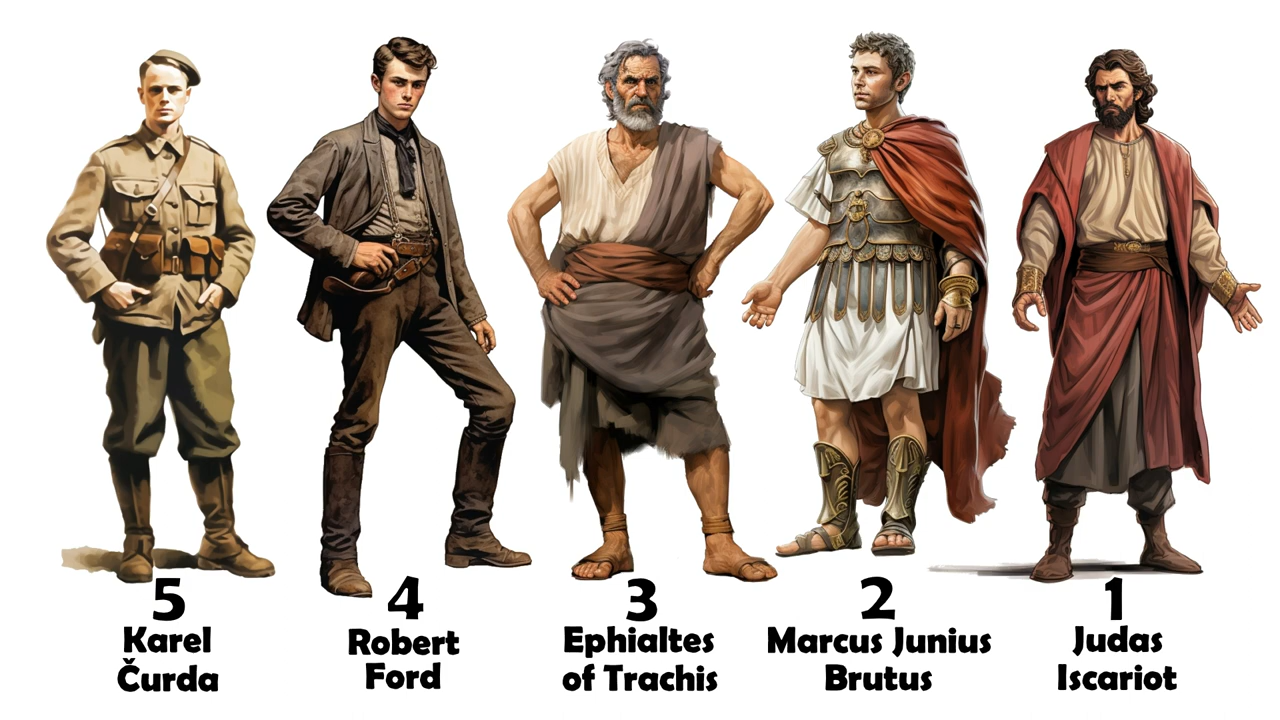 5
Karel
Čurda
4
Robert
Ford
3
Ephialtes
of Trachis
2
Marcus Junius
Brutus
1
Judas
Iscariot